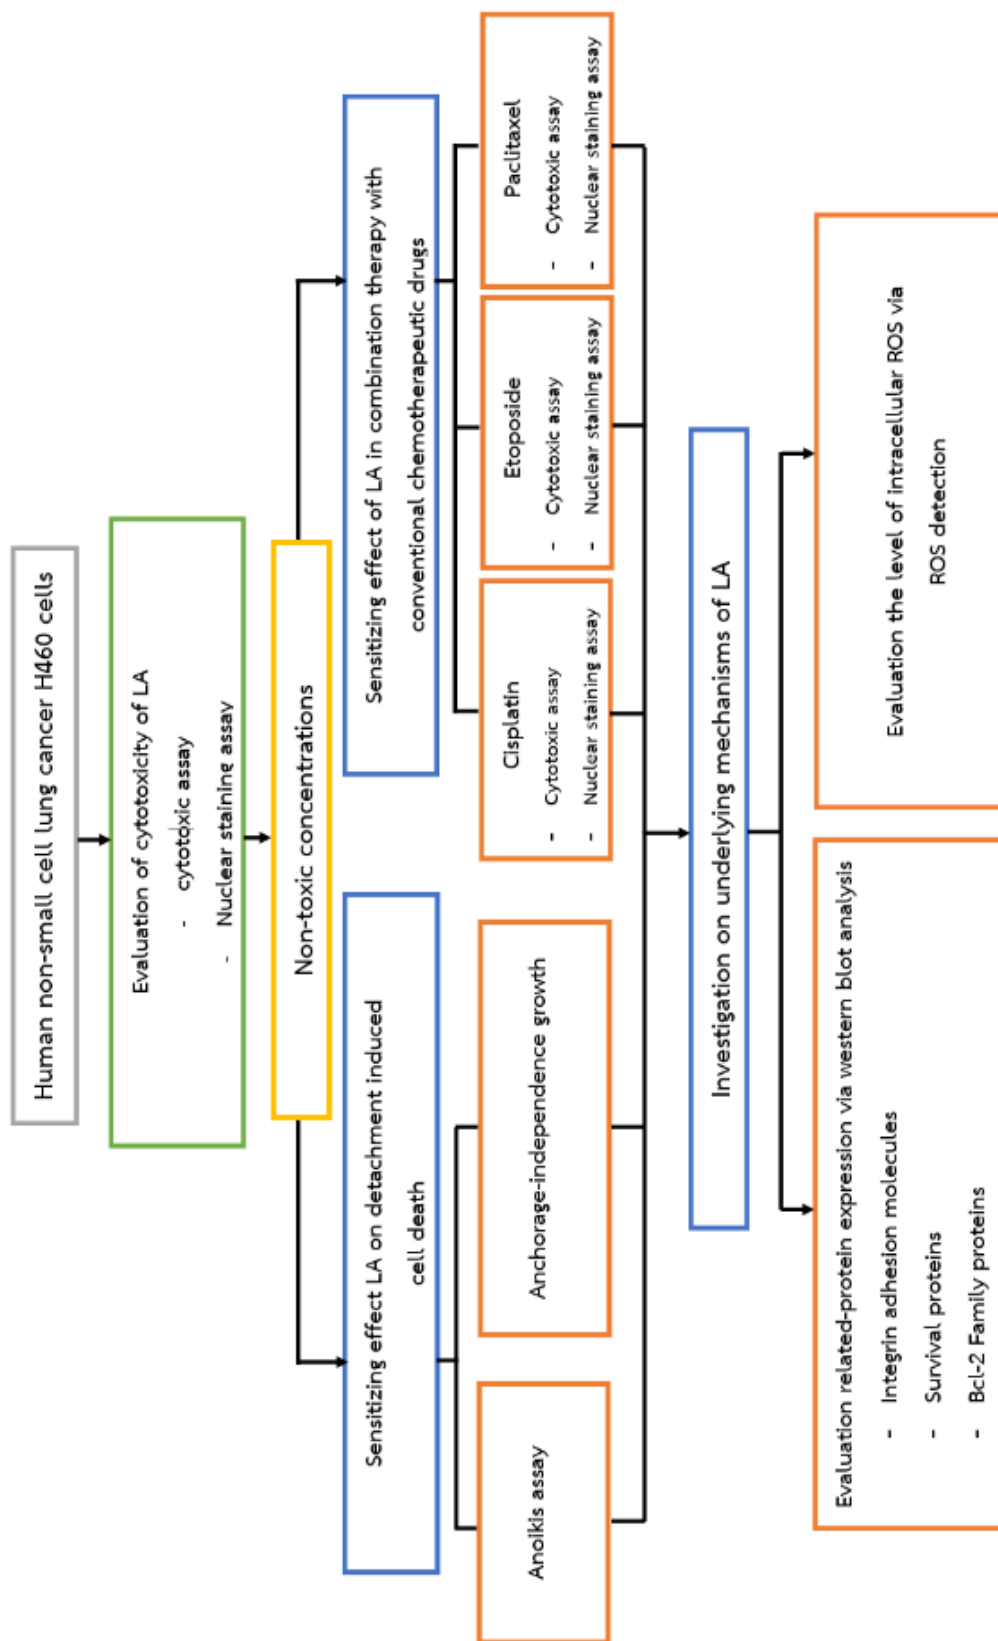 Human non-small cell lung cancer H460 cells
Evaluation of cytotoxicity of LA
- cytotoxic assay
- Nuclear staining assay
Non-toxic concentrations
Sensitizing effect LA on detachment induced
cell death
Sensitizing effect of LA in combination therapy with
conventional chemotherapeutic drugs
Anoikis assay
Anchorage-independence growth
Cisplatin
- Cytotoxic assay
- Nuclear staining assay
Etoposide
- Cytotoxic assay
- Nuclear staining assay
Paclitaxel
- Cytotoxic assay
- Nuclear staining assay
Investigation on underlying mechanisms of LA
Evaluation related-protein expression via western blot analysis
- Integrin adhesion molecules
- Survival proteins
- Bcl-2 Family proteins
Evaluation the level of intracellular ROS via
ROS detection